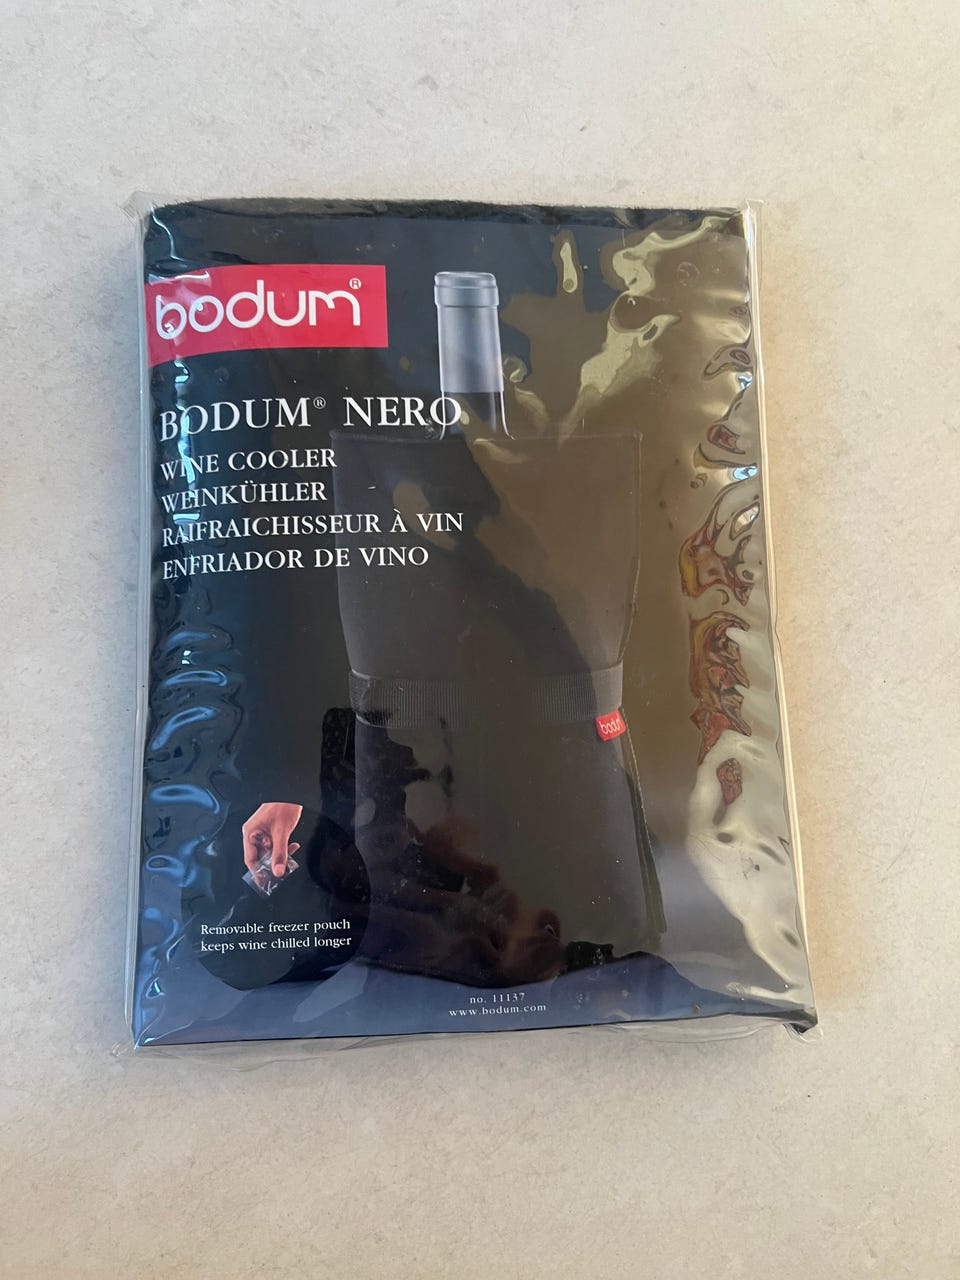 bodum®
BODUM® NERO
WINE COOLER
WEINKÜHLER
RAIFRAICHISSEUR À VIN
ENFRIADOR DE VINO
bodum
Removable freezer pouch
keeps wine chilled longer
no. 11137
www.bodum.com